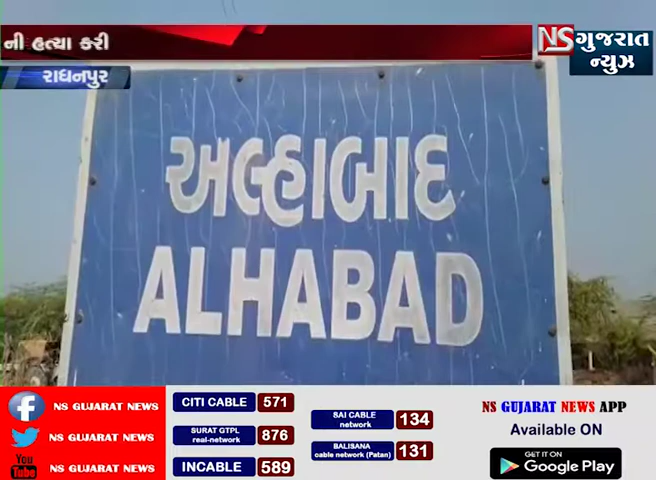 ની હત્યા કરી
NS ગુજરાત ન્યુઝ
રાધનપુર
અલ્હાબાદ
ALHABAD
NS GUJARAT NEWS
NS GUJARAT NEWS
You Tube NS GUJARAT NEWS
CITI CABLE 571
SURAT GTPL real-network 876
INCABLE 589
SAI CABLE network 134
BALISANA cable network (Patan) 131
NS GUJARAT NEWS APP
Available ON
GET IT ON
Google Play